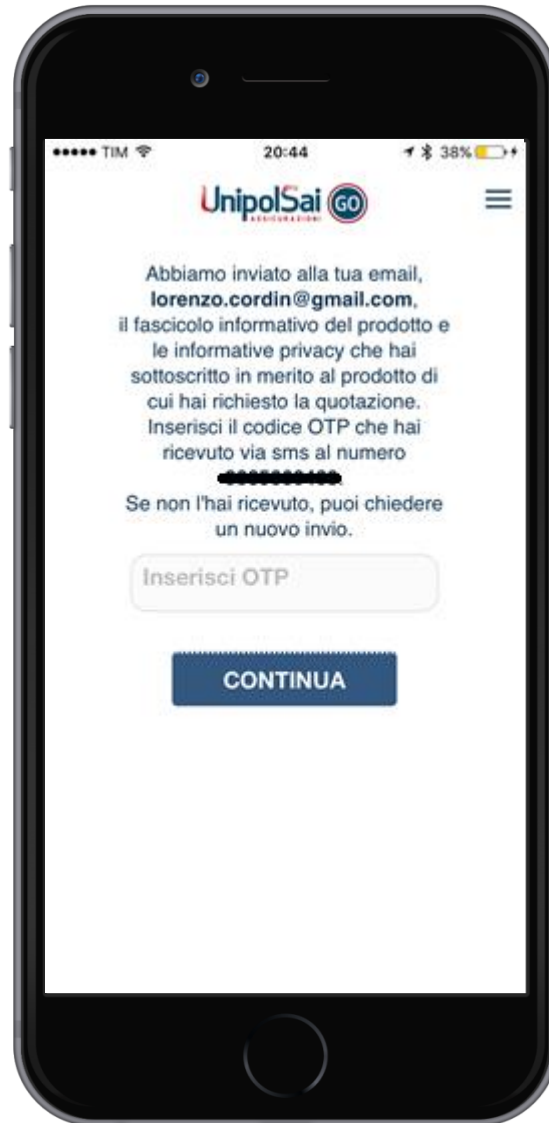 TIM 20:44 38%
UnipolSai GO
ASSICURAZIONI
Abbiamo inviato alla tua email,
lorenzo.cordin@gmail.com,
il fascicolo informativo del prodotto e
le informative privacy che hai
sottoscritto in merito al prodotto di
cui hai richiesto la quotazione.
Inserisci il codice OTP che hai
ricevuto via sms al numero
Se non l'hai ricevuto, puoi chiedere
un nuovo invio.
Inserisci OTP
CONTINUA